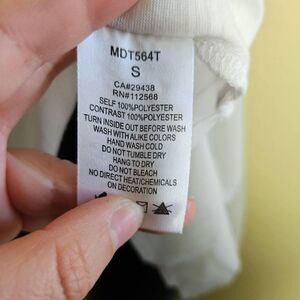 MDT564T
S
CA#29438
RN#112568
SELF 100%POLYESTER
CONTRAST 100%POLYESTER
TURN INSIDE OUT BEFORE WASH
WASH WITH ALIKE COLORS
HAND WASH COLD
DO NOT TUMBLE DRY
HANG TO DRY
DO NOT BLEACH
NO DIRECT HEAT/CHEMICALS
ON DECORATION